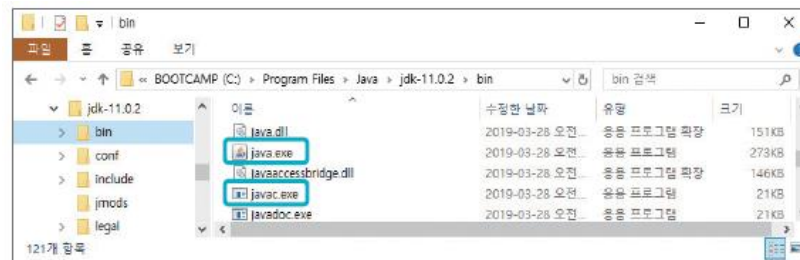 bin
파일 홈 공유 보기
« BOOTCAMP (C:) > Program Files > Java > jdk-11.0.2 > bin
bin 검색
jdk-11.0.2
bin
conf
include
jmods
legal
이름 수정한 날짜 유형 크기
java.dll 2019-03-28 오전... 응용 프로그램 확장 151KB
java.exe 2019-03-28 오전... 응용 프로그램 273KB
javaaccessbridge.dll 2019-03-28 오전... 응용 프로그램 확장 146KB
javac.exe 2019-03-28 오전... 응용 프로그램 21KB
javadoc.exe 2019-03-28 오전... 응용 프로그램 21KB
121개 항목